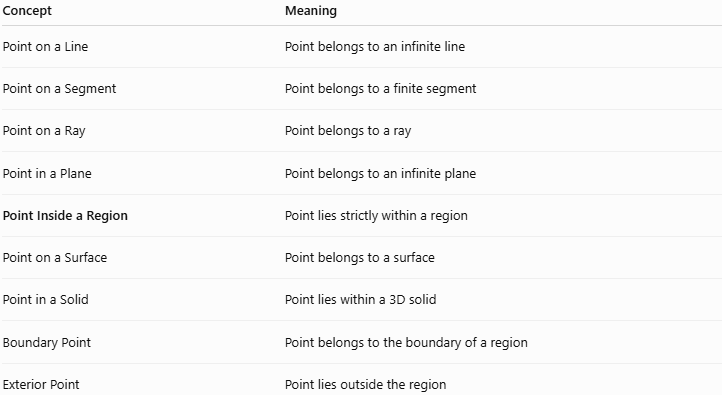 Concept Meaning
Point on a Line Point belongs to an infinite line
Point on a Segment Point belongs to a finite segment
Point on a Ray Point belongs to a ray
Point in a Plane Point belongs to an infinite plane
Point Inside a Region Point lies strictly within a region
Point on a Surface Point belongs to a surface
Point in a Solid Point lies within a 3D solid
Boundary Point Point belongs to the boundary of a region
Exterior Point Point lies outside the region